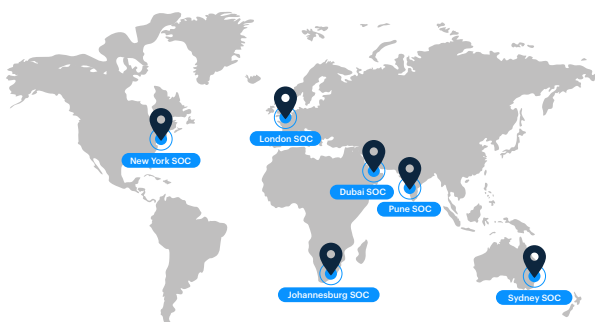 London SOC
New York SOC
Dubai SOC
Pune SOC
Johannesburg SOC
Sydney SOC